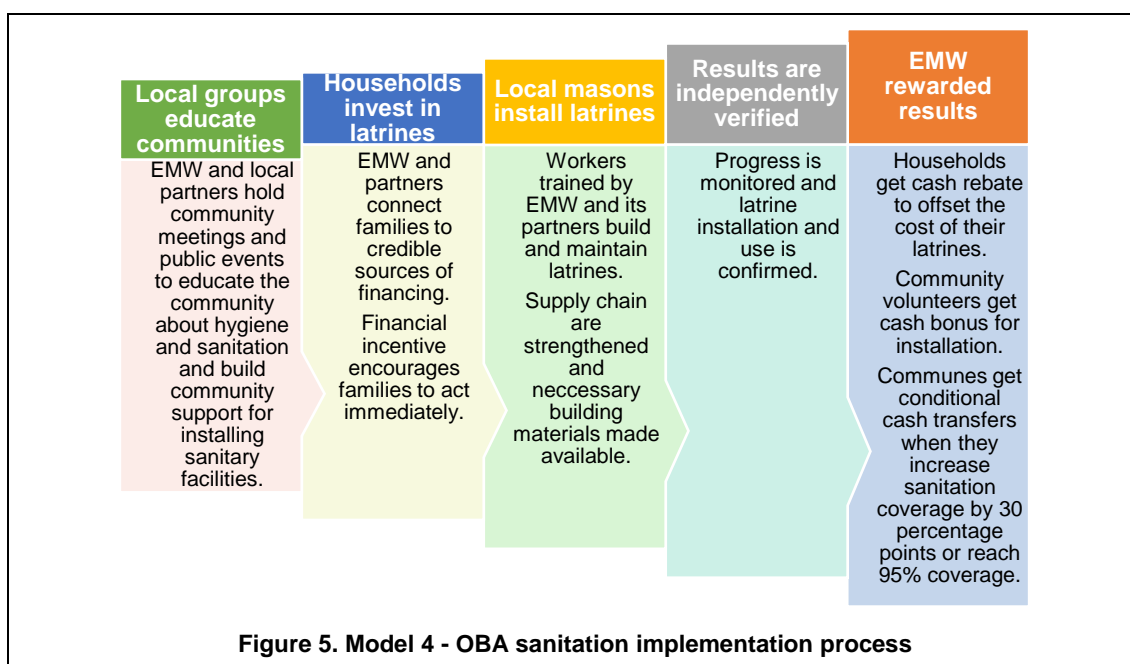 Local groups
educate
communities
EMW and local
partners hold
community
meetings and
public events
to educate the
community
about hygiene
and sanitation
and build
community
support for
installing
sanitary
facilities.
Households
invest in
latrines
EMW and
partners
connect
families to
credible
sources of
financing.
Financial
incentive
encourages
families to act
immediately.
Local masons
install latrines
Workers
trained by
EMW and its
partners build
and maintain
latrines.
Supply chain
are
strengthened
and
neccessary
building
materials made
available.
Results are
independently
verified
Progress is
monitored and
latrine
installation and
use is
confirmed.
EMW
rewarded
results
Households
get cash rebate
to offset the
cost of their
latrines.
Community
volunteers get
cash bonus for
installation.
Communes get
conditional
cash transfers
when they
increase
sanitation
coverage by 30
percentage
points or reach
95% coverage.
Figure 5. Model 4 - OBA sanitation implementation process